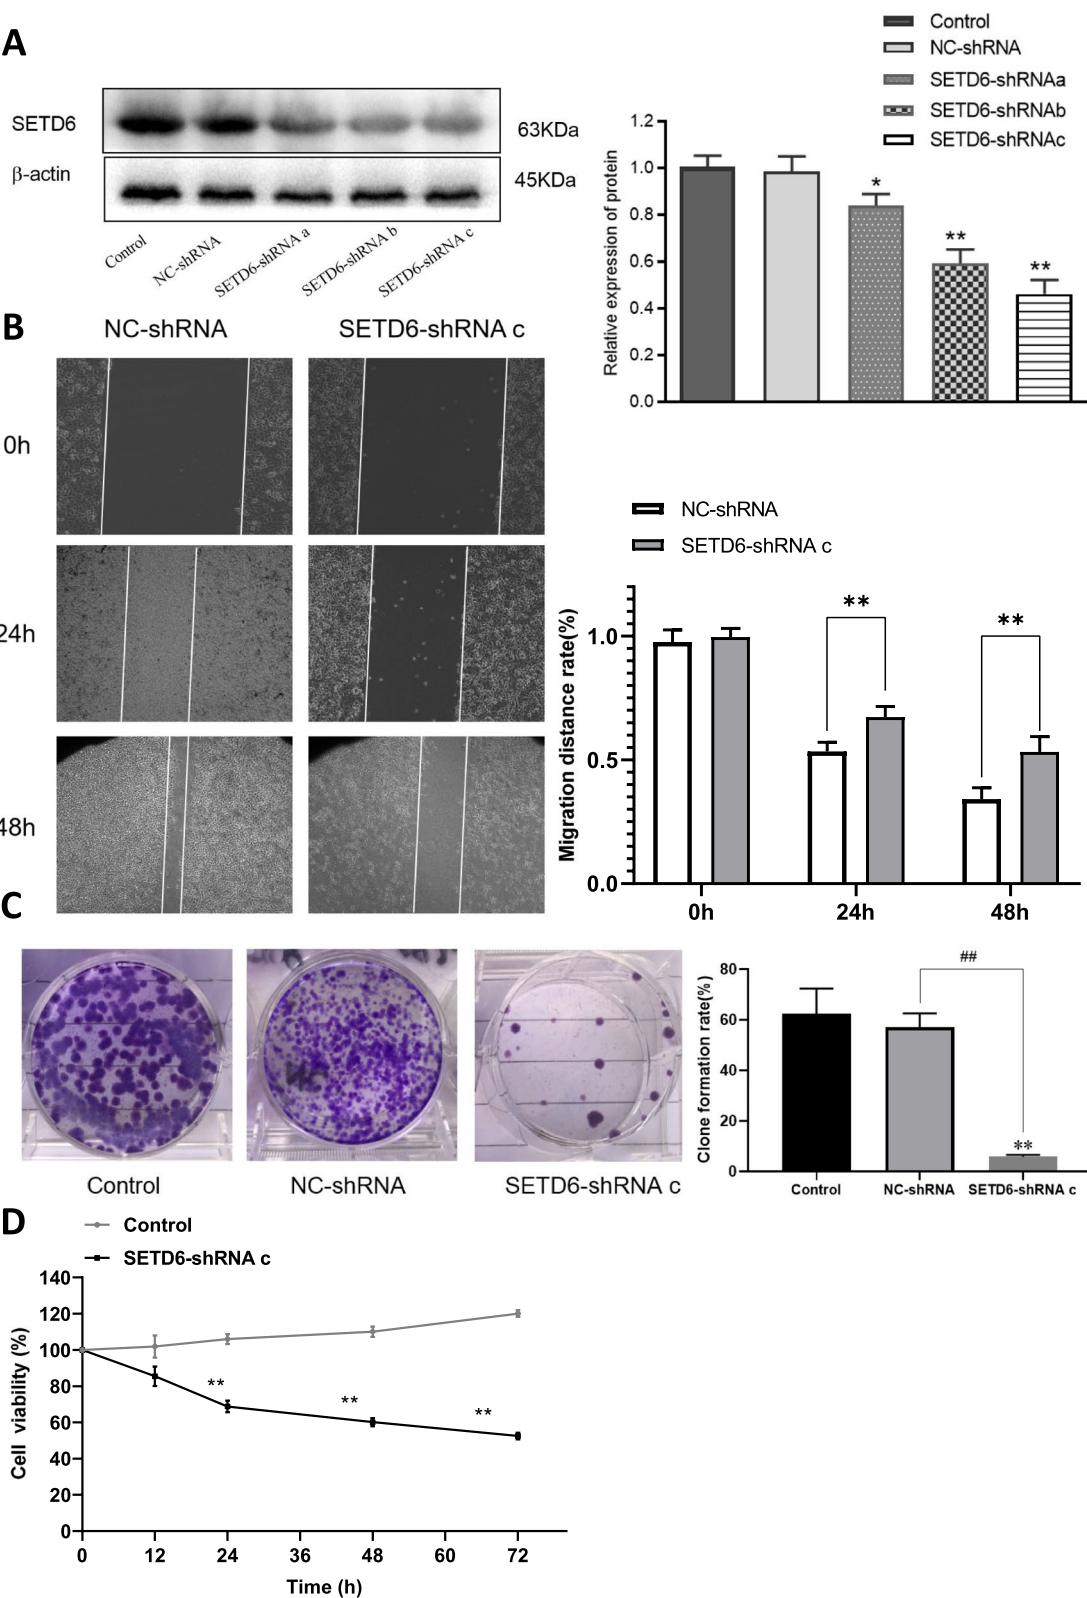 A
SETD6
63KDa
β-actin
45KDa
Control
NC-shRNA
SETD6-shRNA a
SETD6-shRNA b
SETD6-shRNA c
Control
NC-shRNA
SETD6-shRNAa
SETD6-shRNAb
SETD6-shRNAc
Relative expression of protein
1.2
1.0
0.8
0.6
0.4
0.2
0.0
*
**
**
B
NC-shRNA
SETD6-shRNA c
0h
24h
48h
NC-shRNA
SETD6-shRNA c
Migration distance rate(%)
1.0
0.5
0.0
**
**
0h
24h
48h
C
Control
NC-shRNA
SETD6-shRNA c
Clone formation rate(%)
80
60
40
20
0
##
**
Control
NC-shRNA
SETD6-shRNA c
D
Control
SETD6-shRNA c
Cell viability (%)
140
120
100
80
60
40
20
0
**
**
**
0
12
24
36
48
60
72
Time (h)